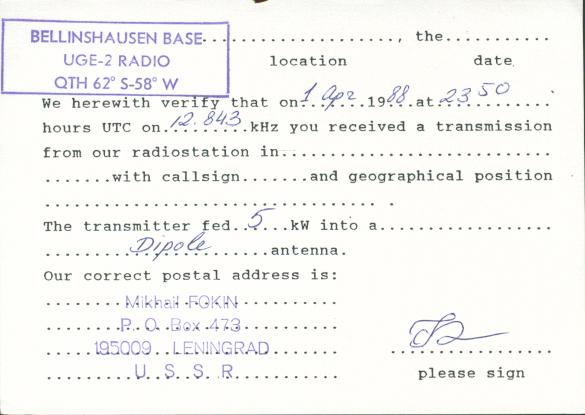 BELLINSHAUSEN BASE....................., the...........
UGE-2 RADIO location date
QTH 62° S-58° W
We herewith verify that on 1 Apr 1988 at 23 50
hours UTC on 12.843 kHz you received a transmission
from our radiostation in............................
.......with callsign.......and geographical position
.................................. .
The transmitter fed 5 kW into a..................
Dipole antenna.
Our correct postal address is:
Mikhail FOKIN
P. O. Box 473
195009 LENINGRAD
U. S. S. R.
please sign